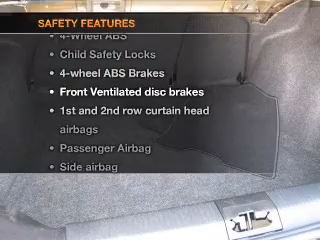 SAFETY FEATURES
• 4-Wheel ABS
• Child Safety Locks
• 4-wheel ABS Brakes
• Front Ventilated disc brakes
• 1st and 2nd row curtain head
airbags
• Passenger Airbag
• Side airbag